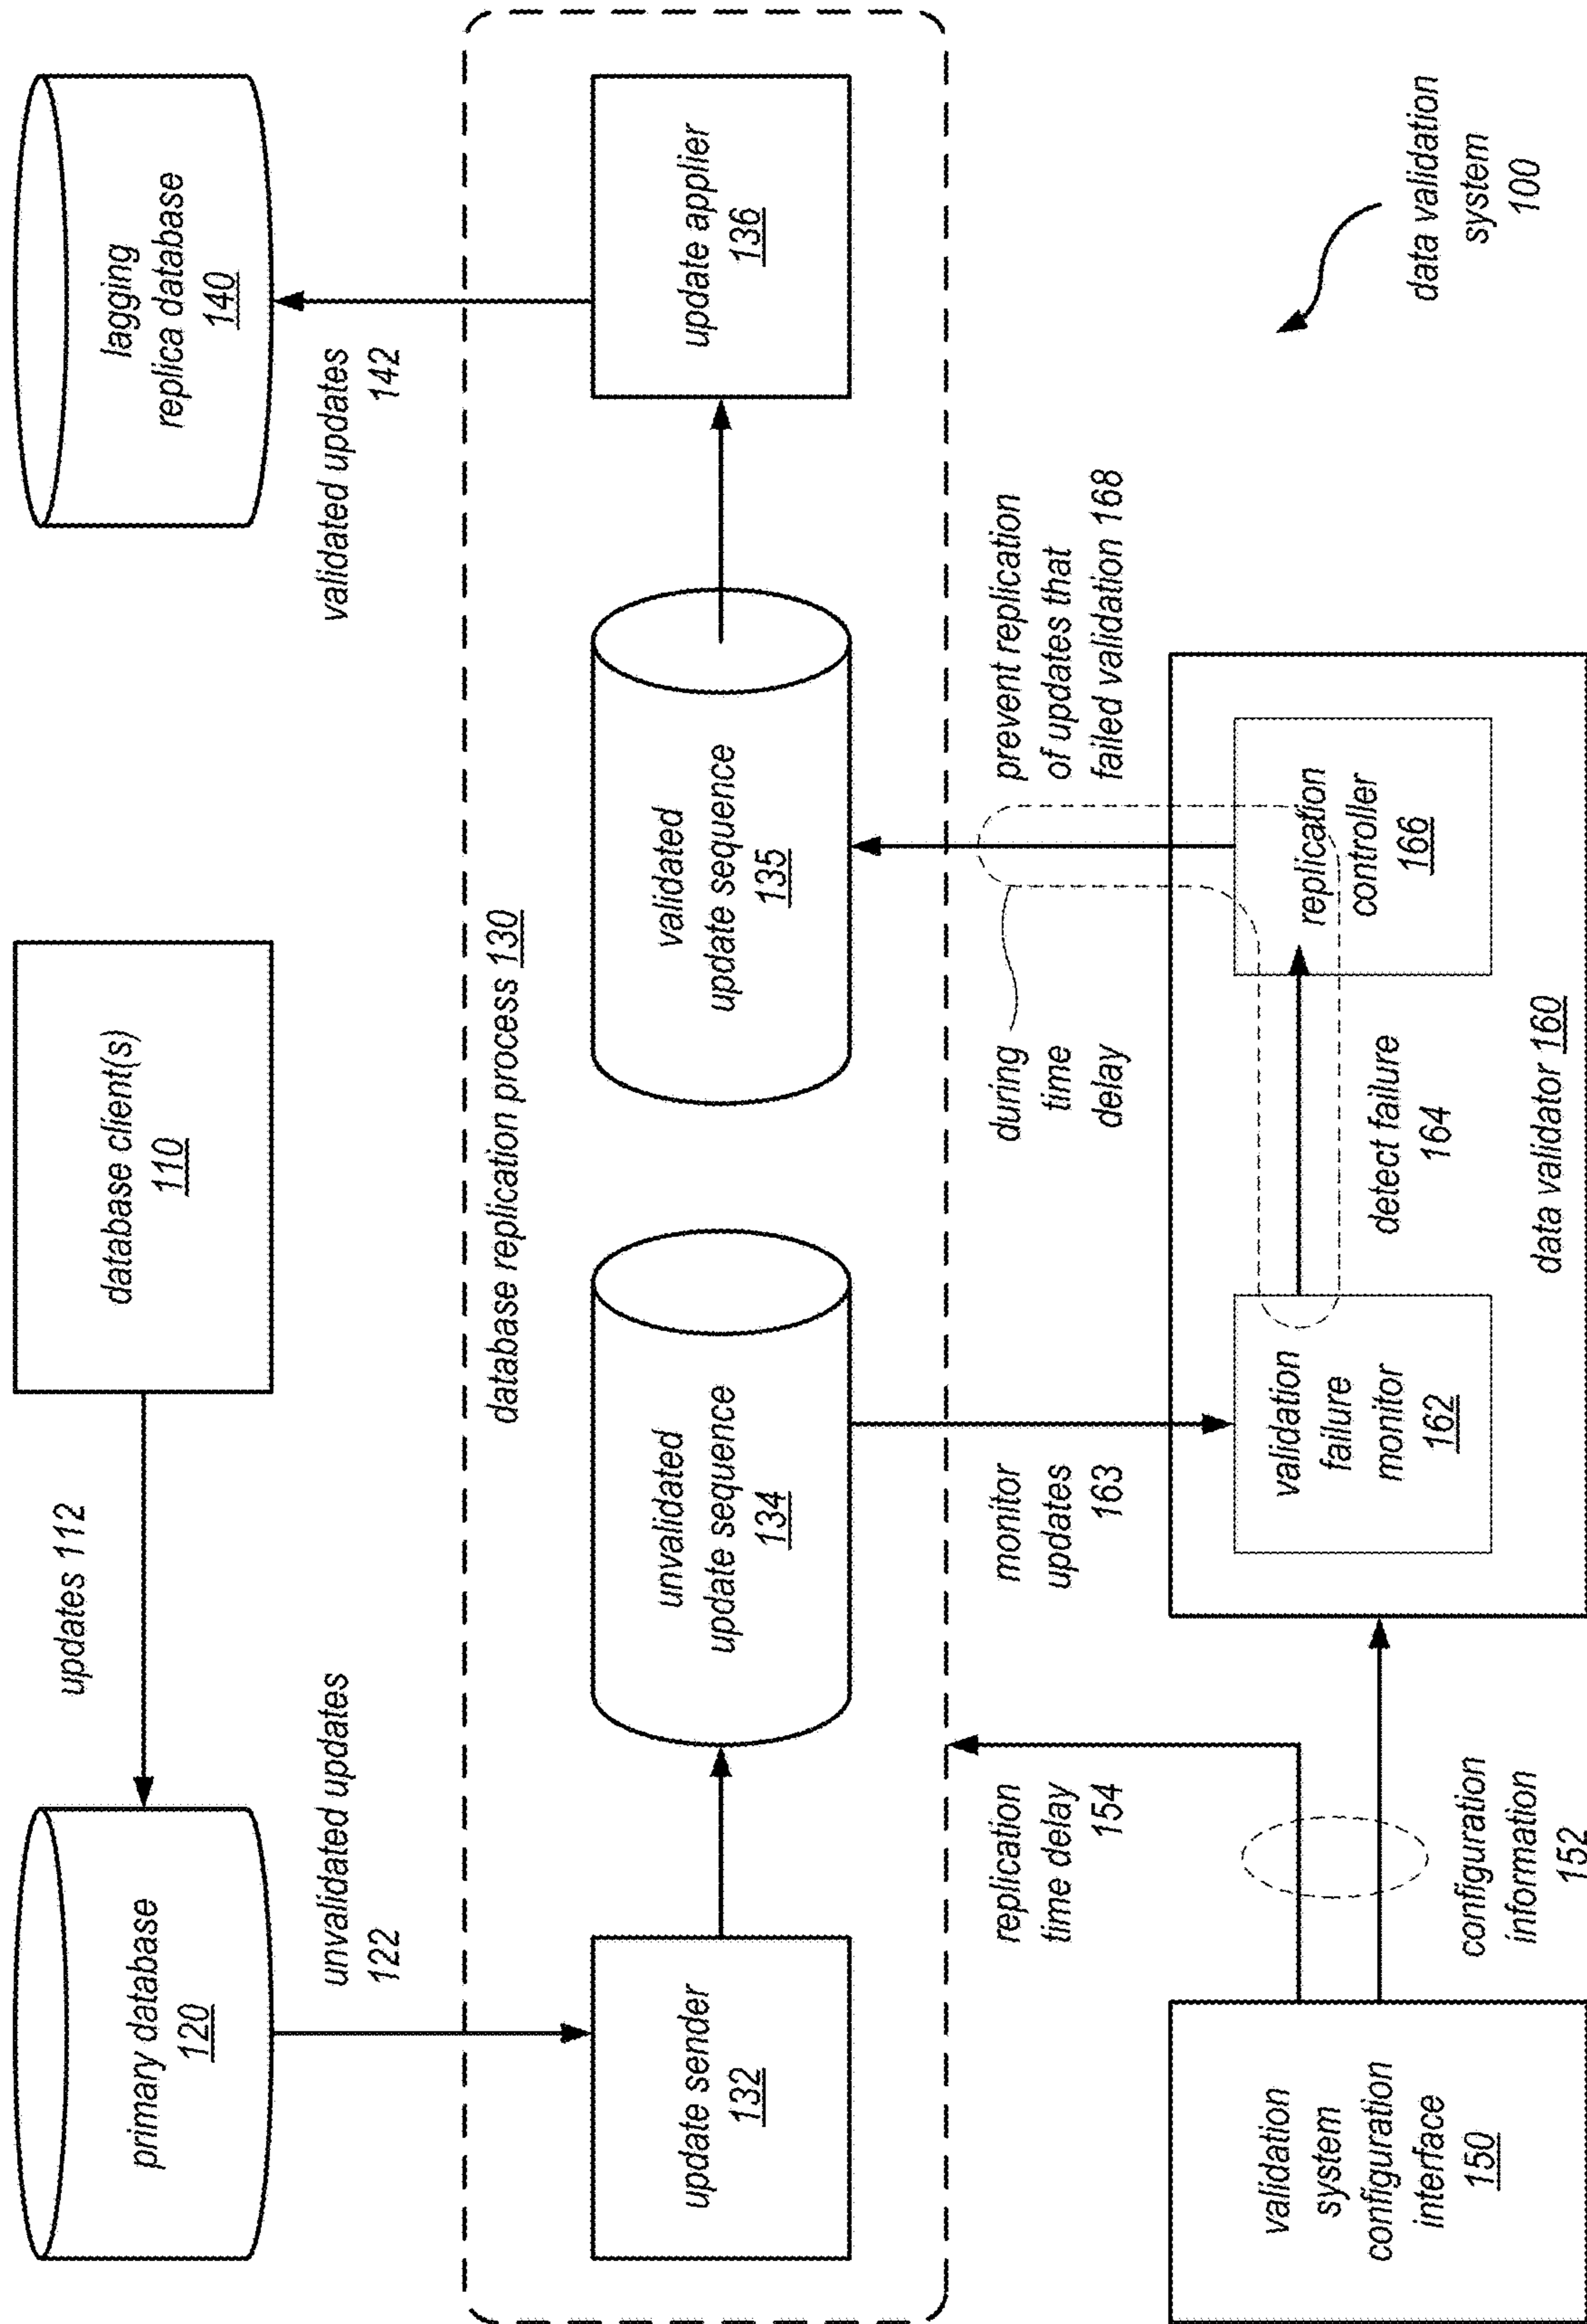 primary database
120
updates 112
database client(s)
110
lagging
replica database
140
unvalidated updates
122
validated updates
142
database replication process 130
update sender
132
unvalidated
update sequence
134
validated
update sequence
135
update applier
136
replication
time delay
154
monitor
updates
163
during
time
delay
prevent replication
of updates that
failed validation 168
validation
system
configuration
interface
150
configuration
information
152
validation
failure
monitor
162
detect failure
164
replication
controller
166
data validator 160
data validation
system
100